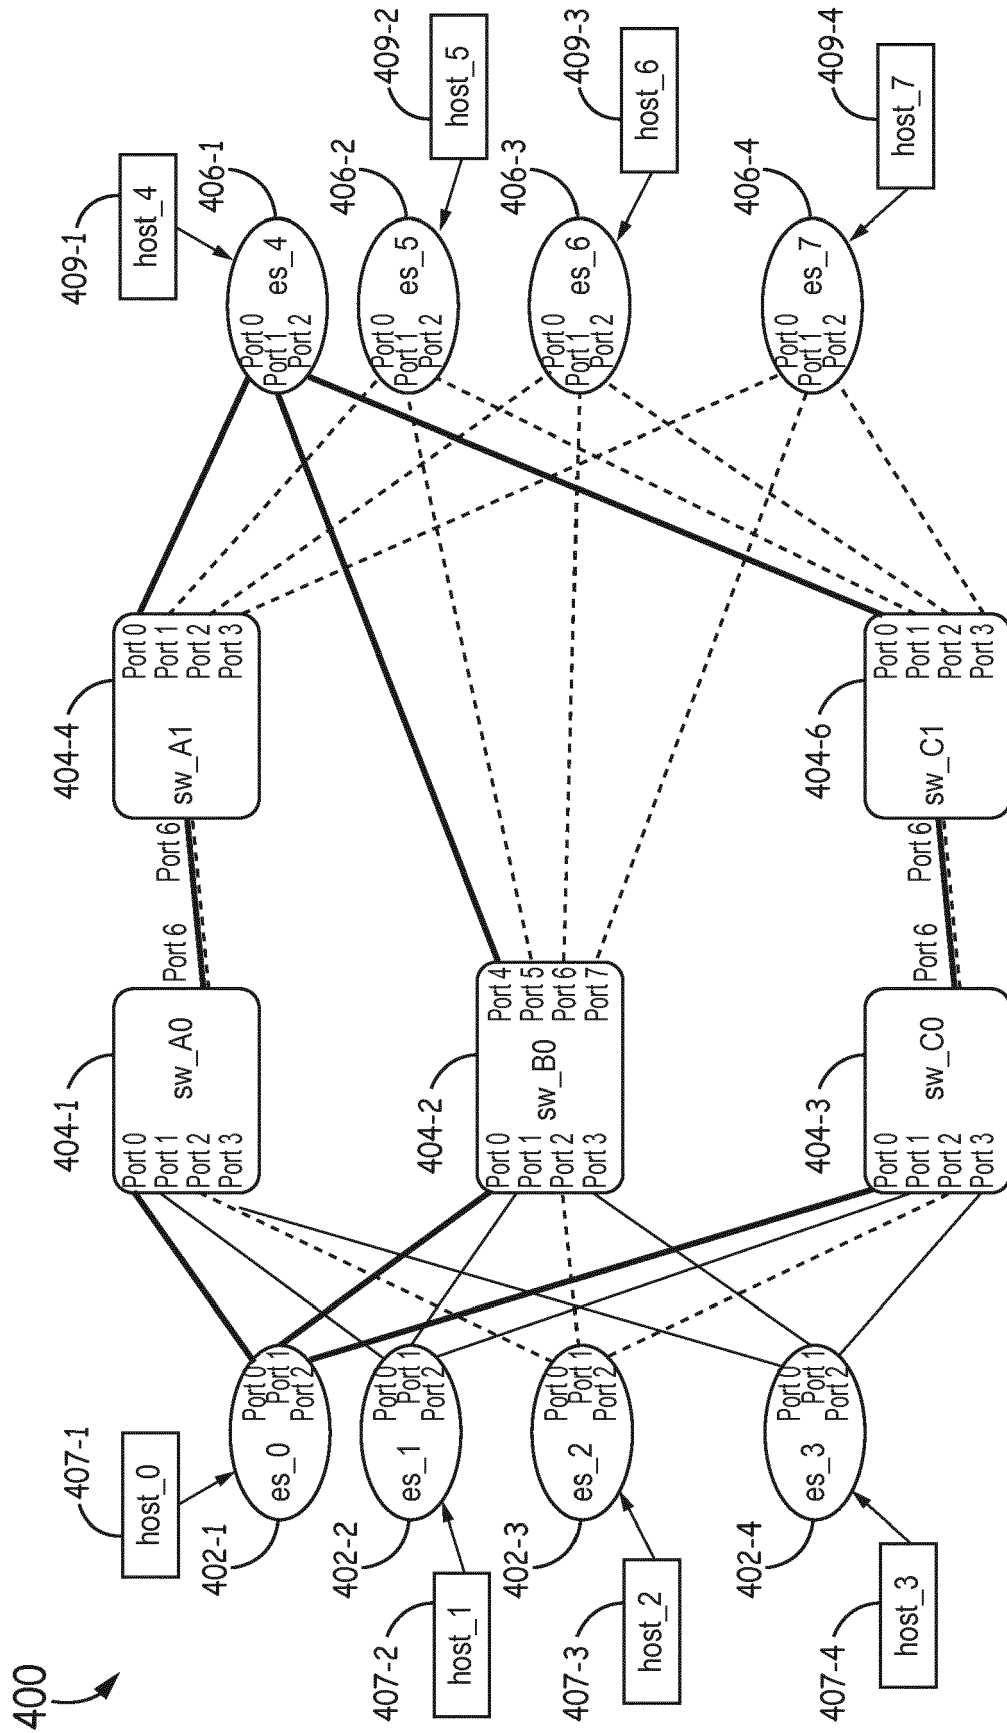 400
407-1
host_0
402-1
es_0
Port 0
Port 1
Port 2
407-2
host_1
402-2
es_1
Port 0
Port 1
Port 2
407-3
host_2
402-3
es_2
Port 0
Port 1
Port 2
407-4
host_3
402-4
es_3
Port 0
Port 1
Port 2
404-1
Port 0
Port 1
Port 2
Port 3
sw_A0
Port 6
404-2
Port 0
Port 1
Port 2
Port 3
sw_B0
Port 4
Port 5
Port 6
Port 7
404-3
Port 0
Port 1
Port 2
Port 3
sw_C0
Port 6
404-4
Port 6
sw_A1
Port 0
Port 1
Port 2
Port 3
404-6
Port 6
sw_C1
Port 0
Port 1
Port 2
Port 3
409-1
host_4
406-1
Port 0
Port 1
Port 2
es_4
409-2
host_5
406-2
Port 0
Port 1
Port 2
es_5
409-3
host_6
406-3
Port 0
Port 1
Port 2
es_6
409-4
host_7
406-4
Port 0
Port 1
Port 2
es_7